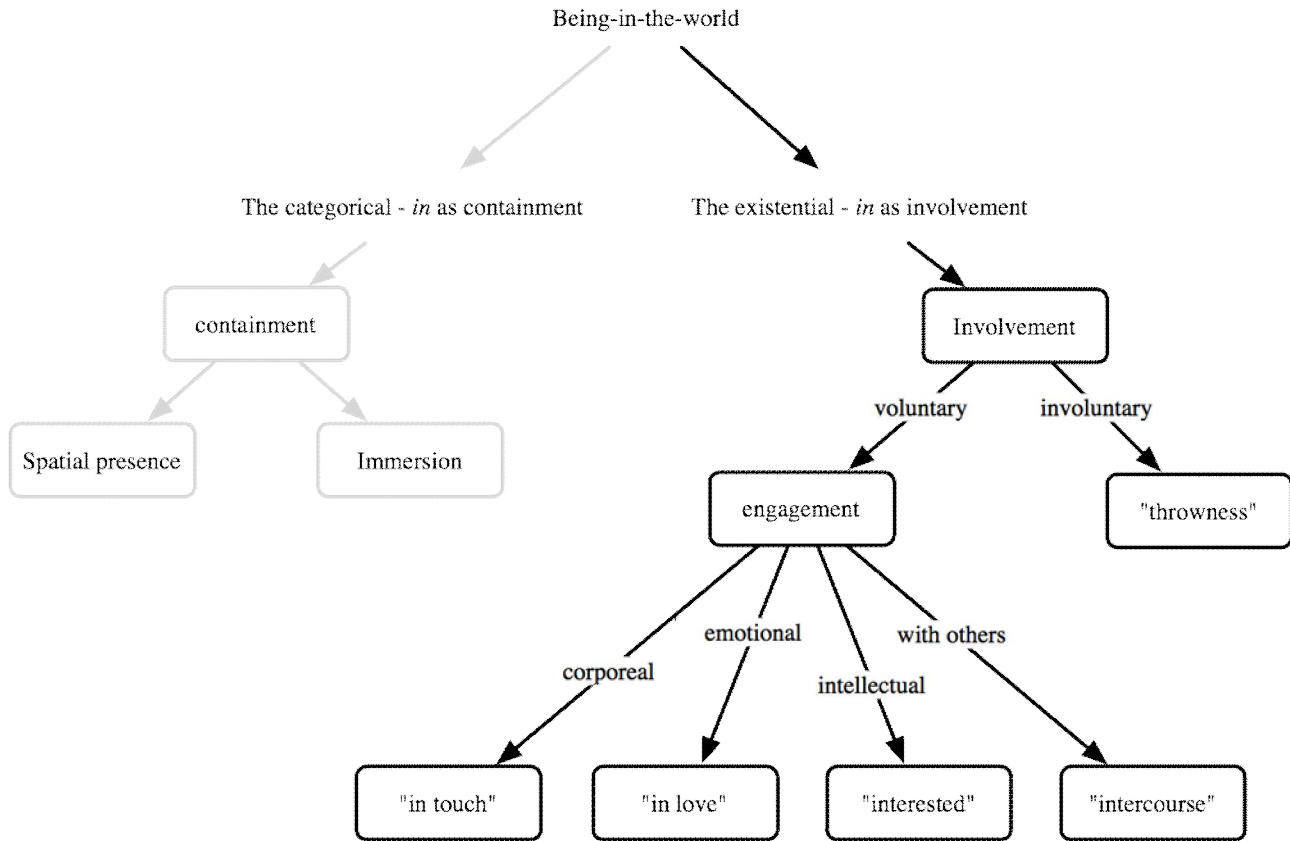 Being-in-the-world
The categorical - in as containment
The existential - in as involvement
containment
Involvement
voluntary
involuntary
Spatial presence
Immersion
engagement
"throwness"
emotional
with others
corporeal
intellectual
"in touch"
"in love"
"interested"
"intercourse"